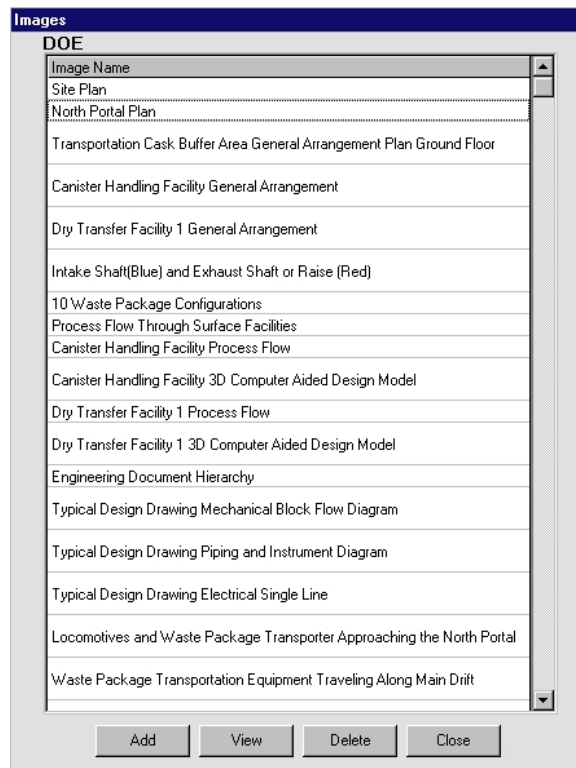 Images
DOE
Image Name
Site Plan
North Portal Plan
Transportation Cask Buffer Area General Arrangement Plan Ground Floor
Canister Handling Facility General Arrangement
Dry Transfer Facility 1 General Arrangement
Intake Shaft(Blue) and Exhaust Shaft or Raise (Red)
10 Waste Package Configurations
Process Flow Through Surface Facilities
Canister Handling Facility Process Flow
Canister Handling Facility 3D Computer Aided Design Model
Dry Transfer Facility 1 Process Flow
Dry Transfer Facility 1 3D Computer Aided Design Model
Engineering Document Hierarchy
Typical Design Drawing Mechanical Block Flow Diagram
Typical Design Drawing Piping and Instrument Diagram
Typical Design Drawing Electrical Single Line
Locomotives and Waste Package Transporter Approaching the North Portal
Waste Package Transportation Equipment Traveling Along Main Drift
Add View Delete Close